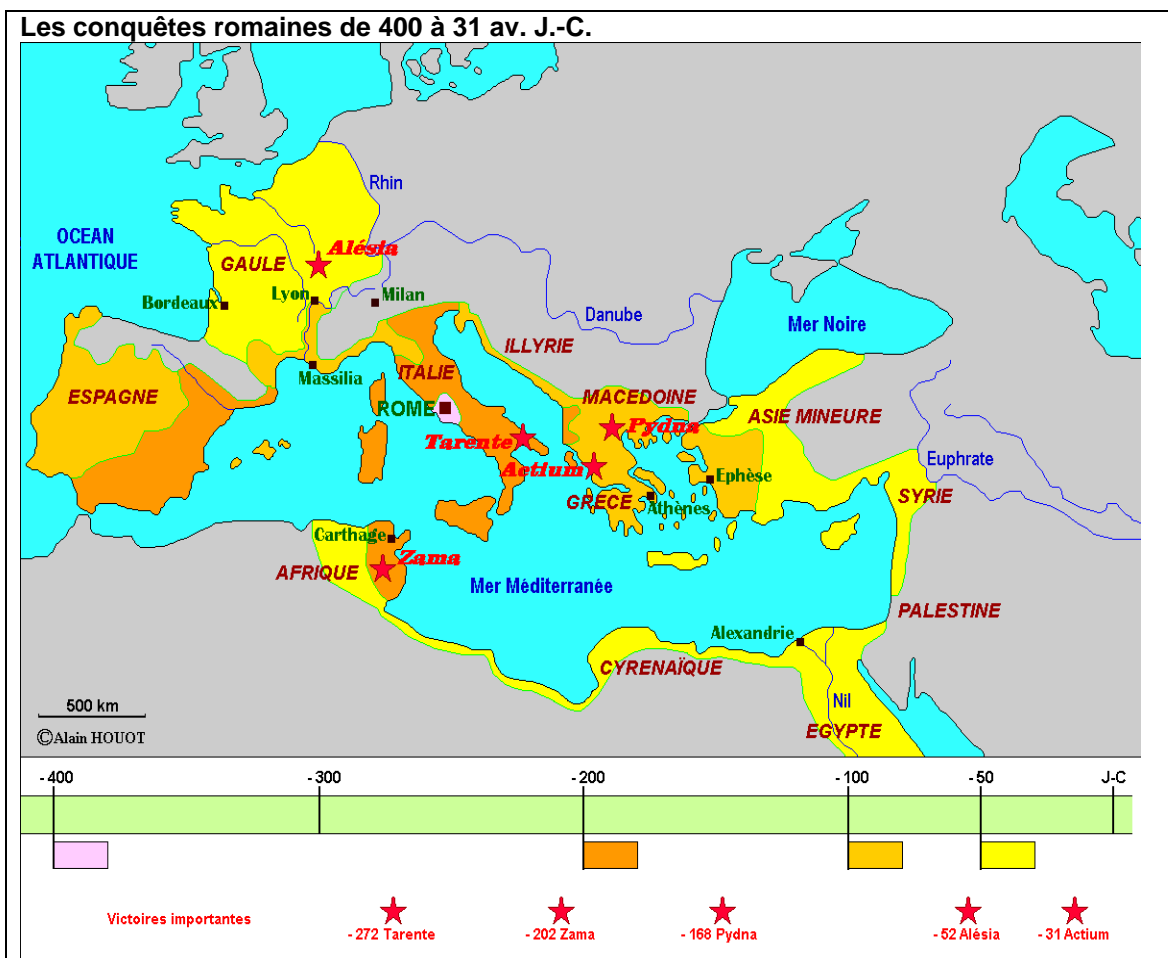 Les conquêtes romaines de 400 à 31 av. J.-C.
Rhin
OCEAN
ATLANTIQUE
Alésia
GAULE
Lyon
Milan
Bordeaux
Danube
Mer Noire
ILLYRIE
Massilia
ITALIE
ESPAGNE
MACEDOINE
ROME
ASIE MINEURE
Pydna
Tarente
Actium
Euphrate
Ephèse
SYRIE
GRECE
Athènes
Carthage
Zama
AFRIQUE
Mer Méditerranée
PALESTINE
Alexandrie
CYRENAÏQUE
Nil
500 km
EGYPTE
©Alain HOUOT
-400 -300 -200 -100 -50 J-C
Victoires importantes
-272 Tarente -202 Zama -168 Pydna -52 Alésia -31 Actium